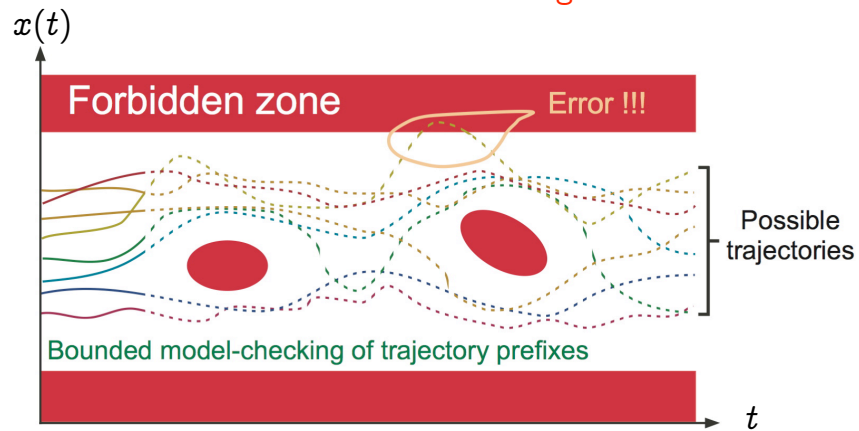 x(t)
Forbidden zone
Error !!!
Possible
trajectories
Bounded model-checking of trajectory prefixes
t